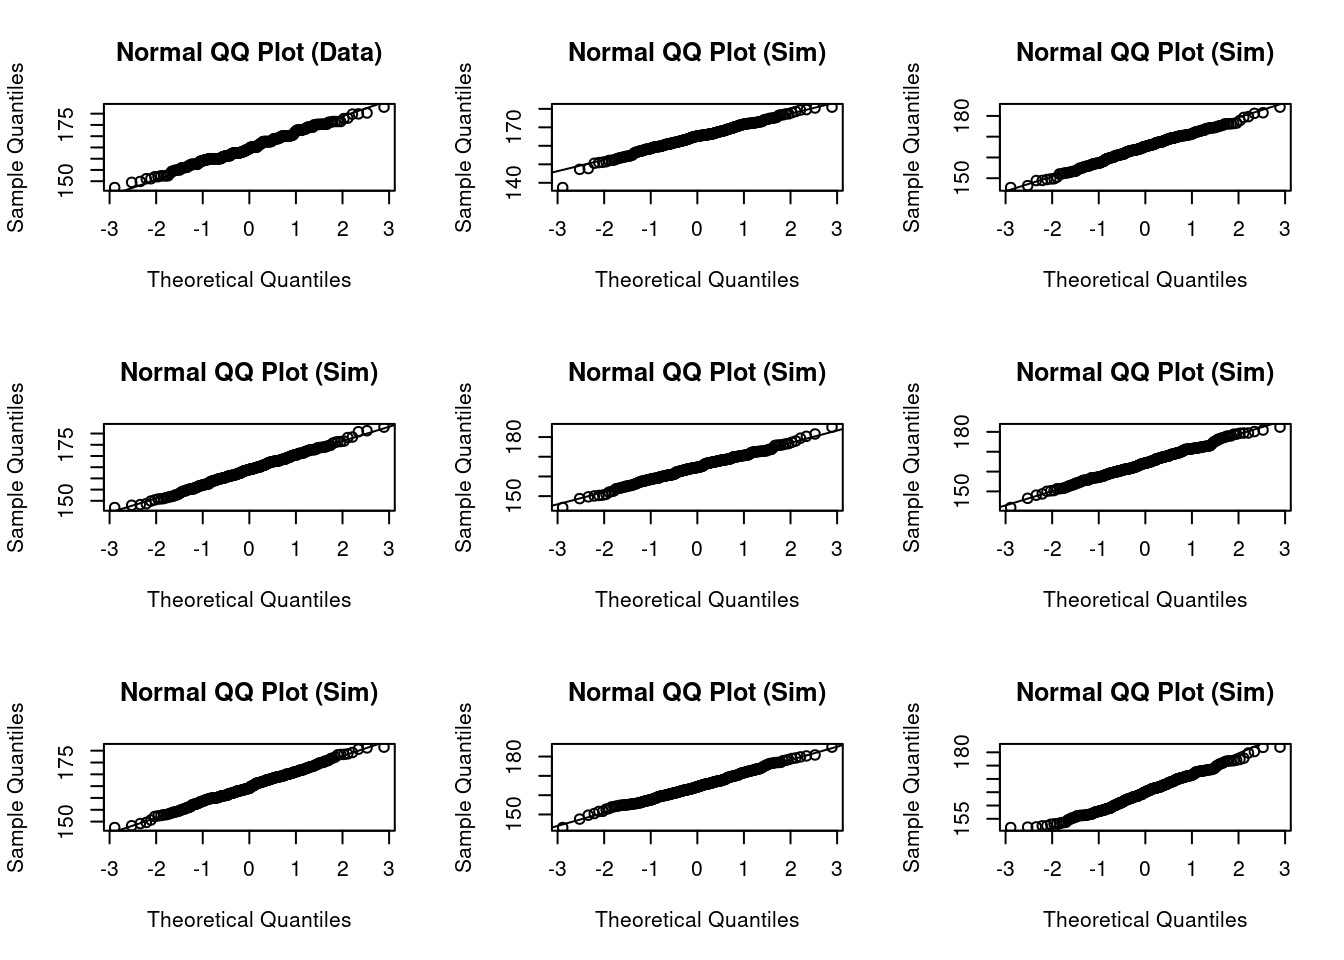 Normal QQ Plot (Data)
Sample Quantiles
150 175
-3 -2 -1 0 1 2 3
Theoretical Quantiles
Normal QQ Plot (Sim)
Sample Quantiles
140 170
-3 -2 -1 0 1 2 3
Theoretical Quantiles
Normal QQ Plot (Sim)
Sample Quantiles
150 180
-3 -2 -1 0 1 2 3
Theoretical Quantiles
Normal QQ Plot (Sim)
Sample Quantiles
150 175
-3 -2 -1 0 1 2 3
Theoretical Quantiles
Normal QQ Plot (Sim)
Sample Quantiles
150 180
-3 -2 -1 0 1 2 3
Theoretical Quantiles
Normal QQ Plot (Sim)
Sample Quantiles
150 180
-3 -2 -1 0 1 2 3
Theoretical Quantiles
Normal QQ Plot (Sim)
Sample Quantiles
150 175
-3 -2 -1 0 1 2 3
Theoretical Quantiles
Normal QQ Plot (Sim)
Sample Quantiles
150 180
-3 -2 -1 0 1 2 3
Theoretical Quantiles
Normal QQ Plot (Sim)
Sample Quantiles
155 180
-3 -2 -1 0 1 2 3
Theoretical Quantiles